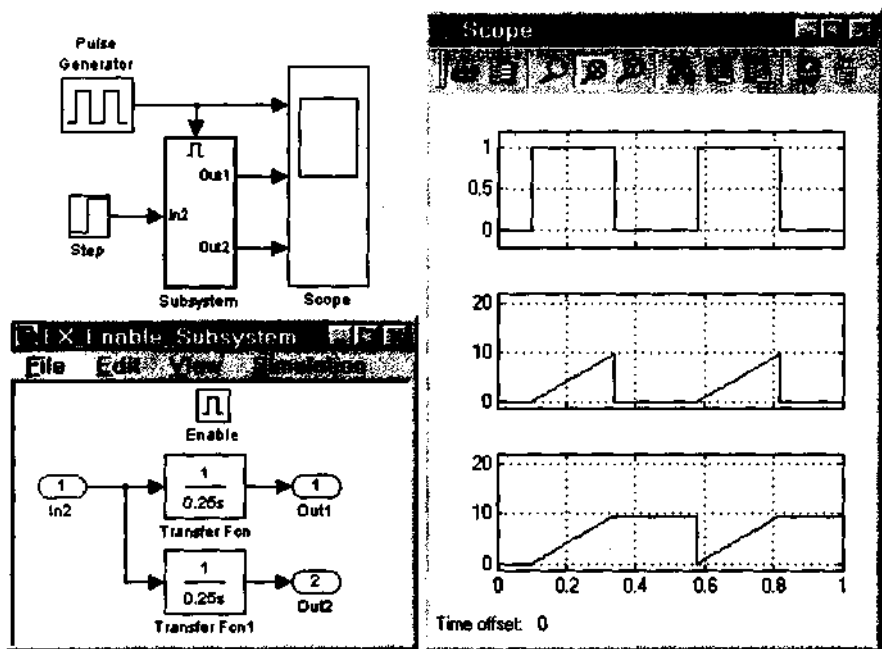 Pulse
Generator
Out1
In2
Out2
Step
Subsystem
Scope
EX_Enable_Subsystem
File Edit View Simulation
Enable
1
In2
1
0.25s
Transfer Fcn
1
Out1
1
0.25s
Transfer Fcn1
2
Out2
Scope
1
0.5
0
20
10
0
20
10
0
0 0.2 0.4 0.6 0.8 1
Time offset: 0